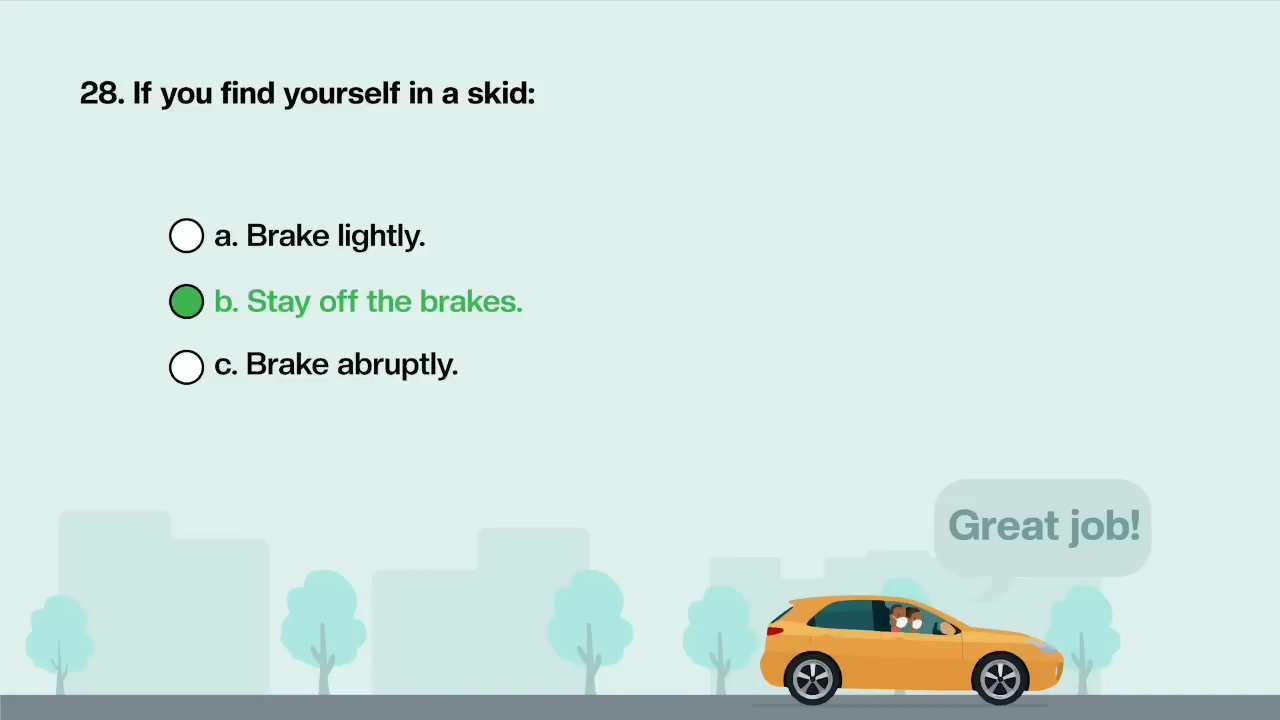 28. If you find yourself in a skid:
a. Brake lightly.
b. Stay off the brakes.
c. Brake abruptly.
Great job!